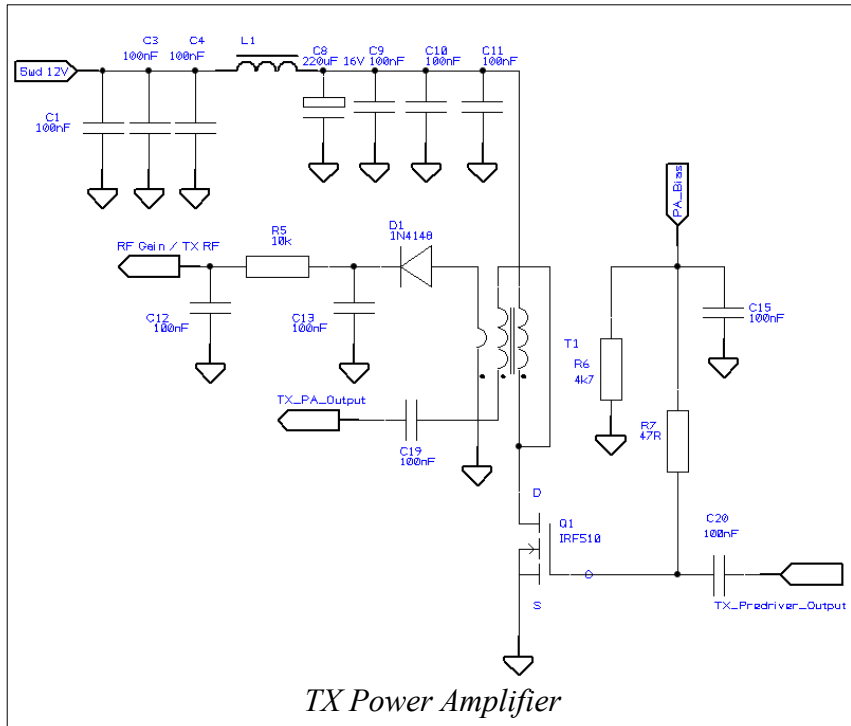 Swd 12V
C1
100nF
C3
100nF
C4
100nF
L1
C8
220uF 16V
C9
100nF
C10
100nF
C11
100nF
PA_Bias
RF Gain / TX RF
R5
10k
D1
1N4148
C12
100nF
C13
100nF
T1
R6
4k7
C15
100nF
TX_PA_Output
C19
100nF
R7
47R
D
Q1
IRF510
S
C20
100nF
TX_Predriver_Output
TX Power Amplifier